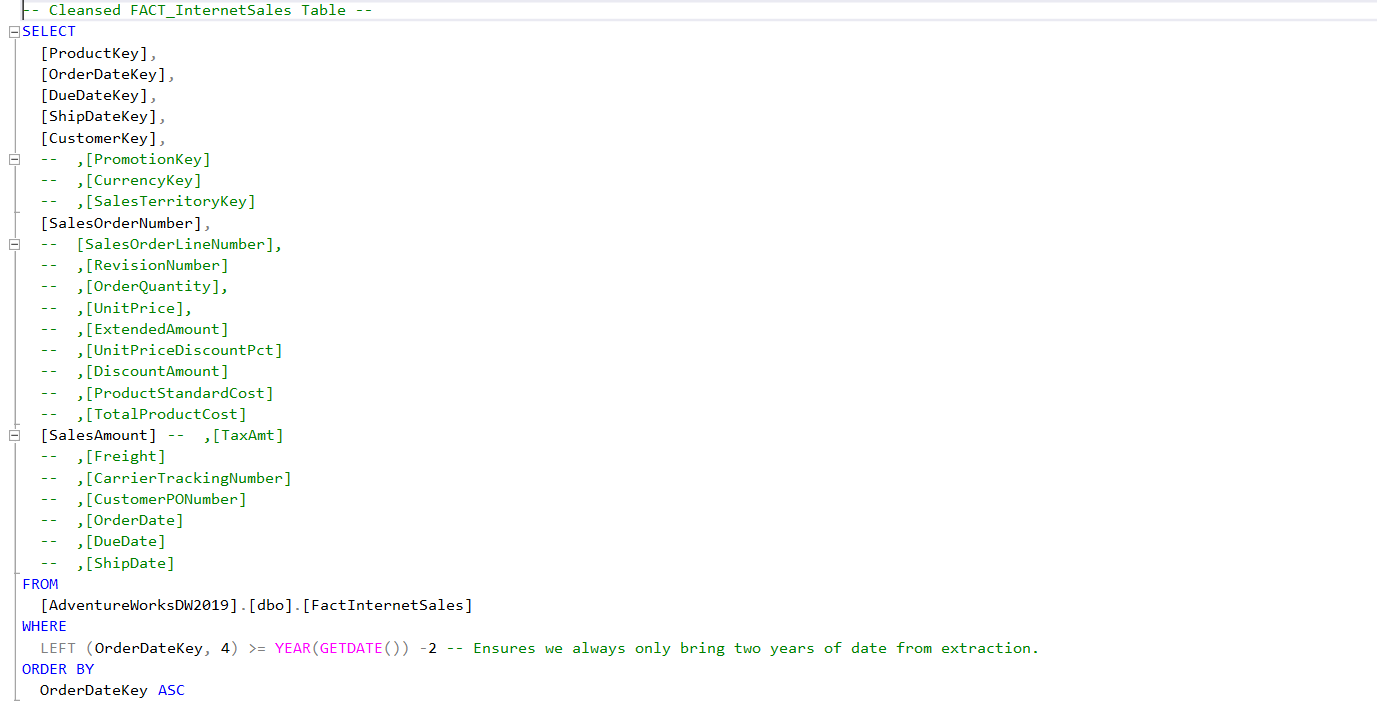 -- Cleansed FACT_InternetSales Table --
SELECT
[ProductKey],
[OrderDateKey],
[DueDateKey],
[ShipDateKey],
[CustomerKey],
-- ,[PromotionKey]
-- ,[CurrencyKey]
-- ,[SalesTerritoryKey]
[SalesOrderNumber],
-- [SalesOrderLineNumber],
-- ,[RevisionNumber]
-- ,[OrderQuantity],
-- ,[UnitPrice],
-- ,[ExtendedAmount]
-- ,[UnitPriceDiscountPct]
-- ,[DiscountAmount]
-- ,[ProductStandardCost]
-- ,[TotalProductCost]
[SalesAmount] -- ,[TaxAmt]
-- ,[Freight]
-- ,[CarrierTrackingNumber]
-- ,[CustomerPONumber]
-- ,[OrderDate]
-- ,[DueDate]
-- ,[ShipDate]
FROM
[AdventureWorksDW2019].[dbo].[FactInternetSales]
WHERE
LEFT (OrderDateKey, 4) >= YEAR(GETDATE()) -2 -- Ensures we always only bring two years of date from extraction.
ORDER BY
OrderDateKey ASC